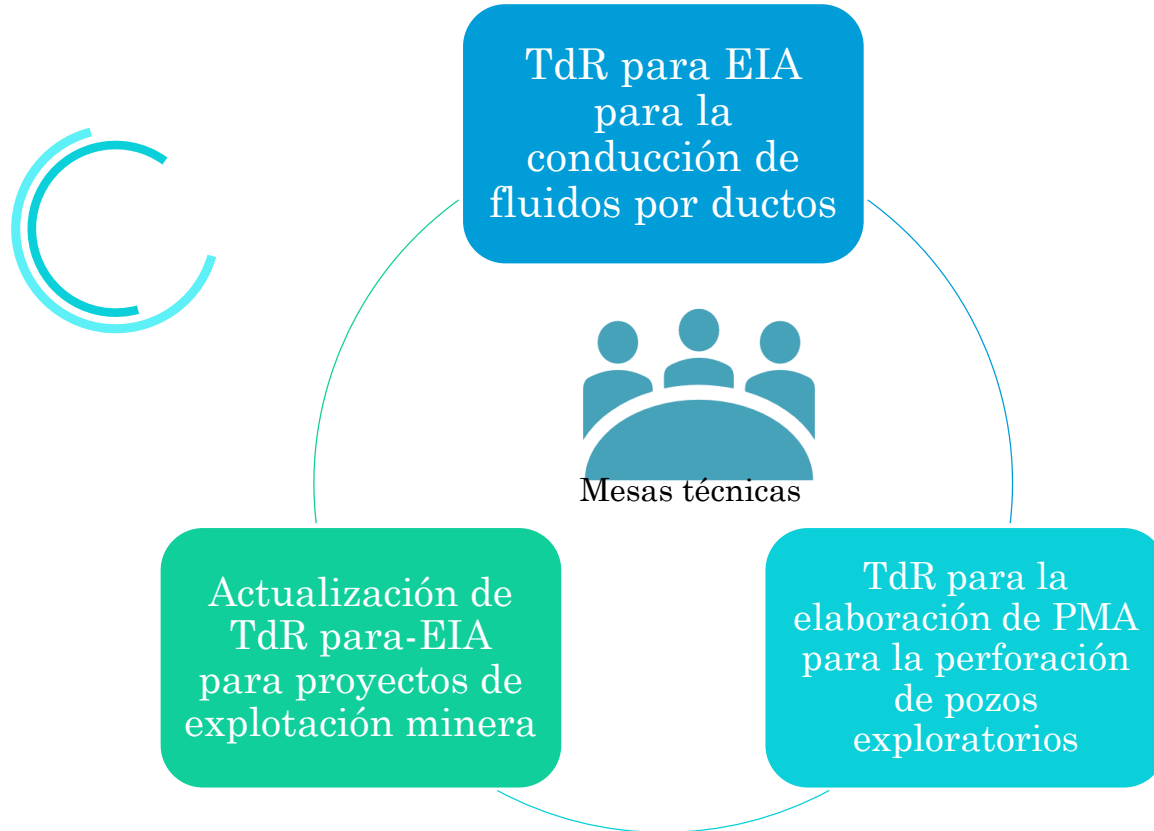 TdR para EIA
para la
conducción de
fluidos por ductos
Mesas técnicas
Actualización de
TdR para-EIA
para proyectos de
explotación minera
TdR para la
elaboración de PMA
para la perforación
de pozos
exploratorios